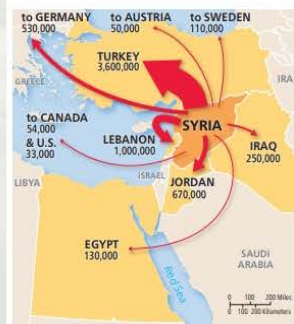 to GERMANY
530,000
to AUSTRIA
50,000
to SWEDEN
110,000
TURKEY
3,600,000
GREECE
IRA
to CANADA
54,000
& U.S.
33,000
SYRIA
LEBANON
1,000,000
IRAQ
250,000
ISRAEL
LIBYA
JORDAN
670,000
EGYPT
130,000
SAUDI
ARABIA
Red Sea
0 100 200 Miles
0 100 200 Kilometers